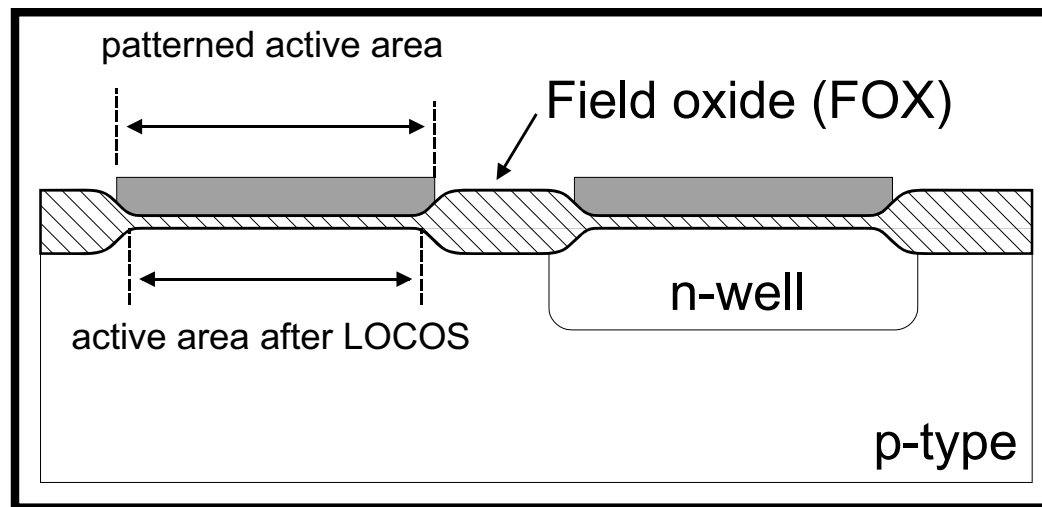 patterned active area
Field oxide (FOX)
n-well
active area after LOCOS
p-type